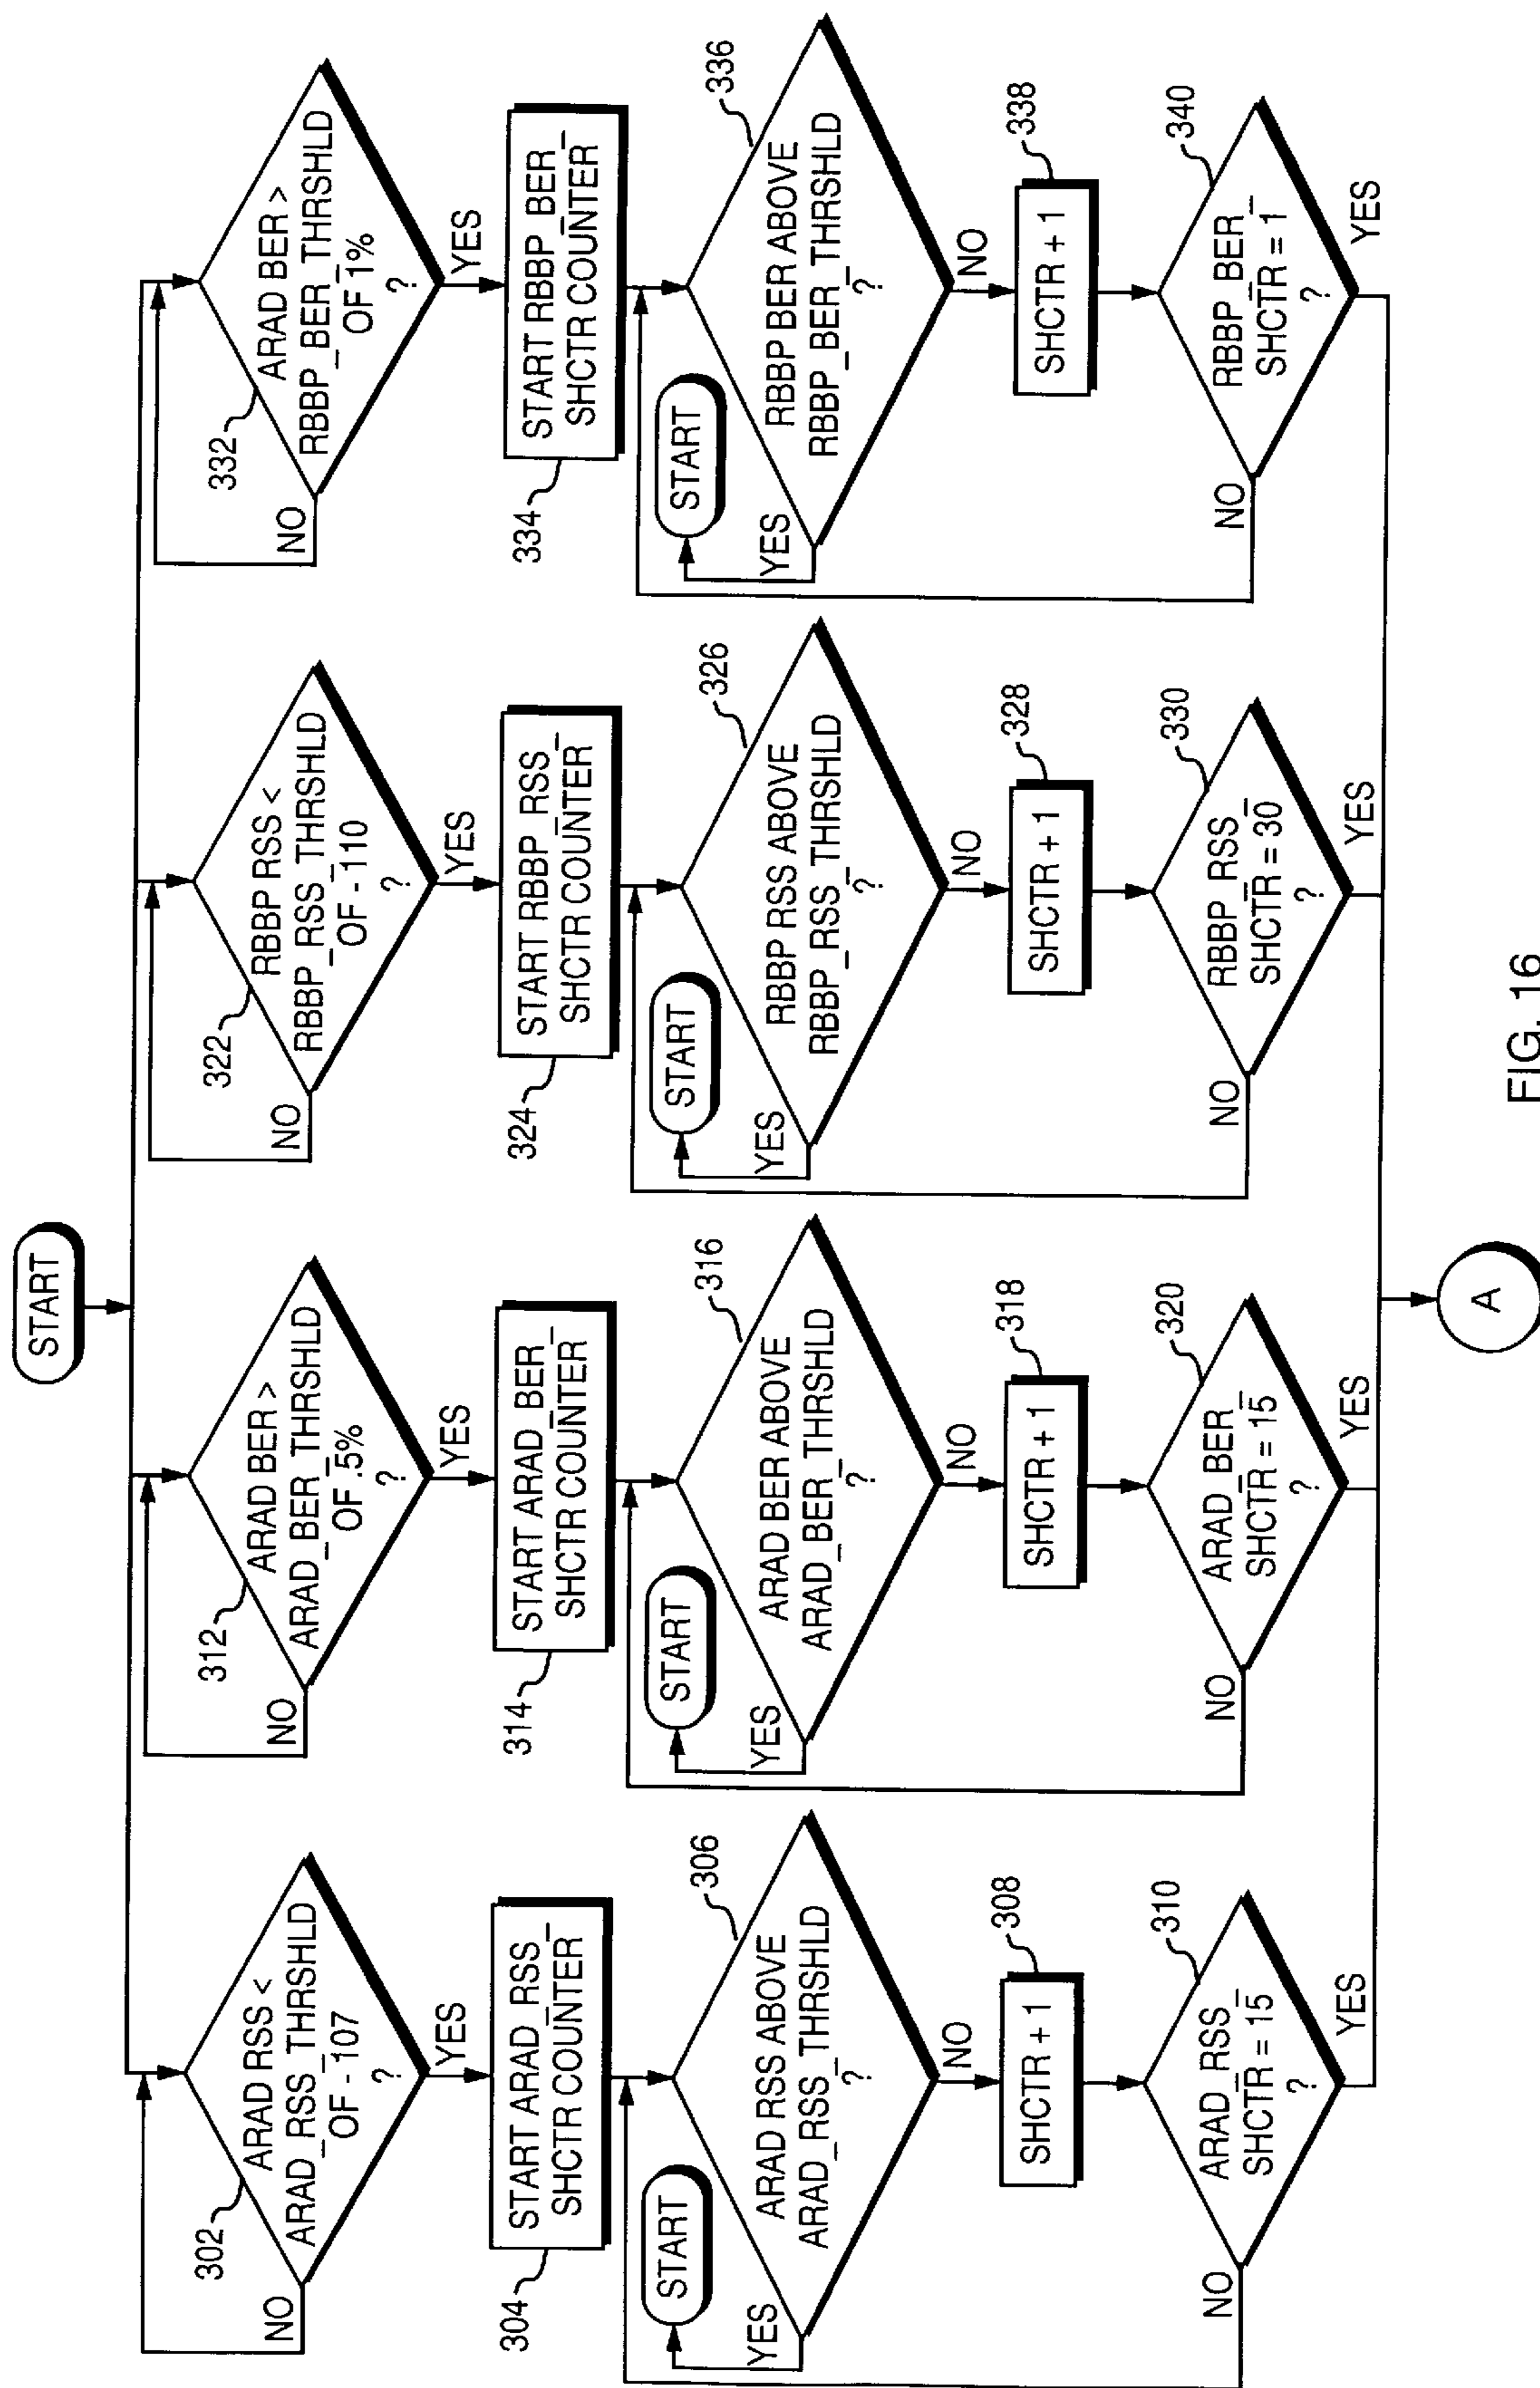 START
302
ARAD RSS <
ARAD_RSS_THRSHLD
OF - 107
?
NO
YES
304
START ARAD_RSS_
SHCTR COUNTER
START
306
ARAD RSS ABOVE
ARAD_RSS_THRSHLD
?
YES
NO
308
SHCTR + 1
310
ARAD_RSS_
SHCTR = 15
?
NO
YES
312
ARAD BER >
ARAD_BER_THRSHLD
OF .5%
?
NO
YES
314
START ARAD_BER_
SHCTR COUNTER
START
316
ARAD BER ABOVE
ARAD_BER_THRSHLD
?
YES
NO
318
SHCTR + 1
320
ARAD_BER_
SHCTR = 15
?
NO
YES
322
RBBP RSS <
RBBP_RSS_THRSHLD
OF - 110
?
NO
YES
324
START RBBP_RSS_
SHCTR COUNTER
START
326
RBBP RSS ABOVE
RBBP_RSS_THRSHLD
?
YES
NO
328
SHCTR + 1
330
RBBP_RSS_
SHCTR = 30
?
NO
YES
332
ARAD BER >
RBBP_BER_THRSHLD
OF 1%
?
NO
YES
334
START RBBP_BER_
SHCTR COUNTER
START
336
RBBP BER ABOVE
RBBP_BER_THRSHLD
?
YES
NO
338
SHCTR + 1
340
RBBP_BER_
SHCTR = 1
?
NO
YES
A
FIG. 16